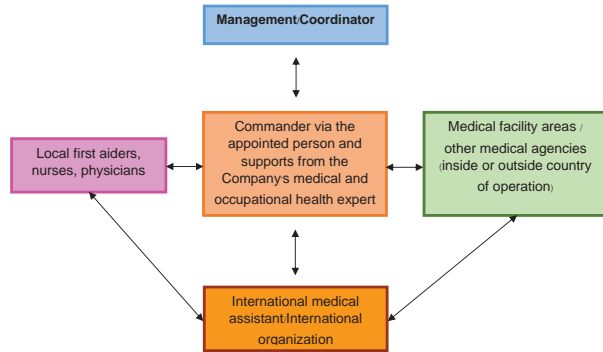 Management/Coordinator
Commander via the
appointed person and
supports from the
Company's medical and
occupational health expert
Local first aiders,
nurses, physicians
Medical facility areas /
other medical agencies
(inside or outside country
of operation)
International medical
assistant/International
organization